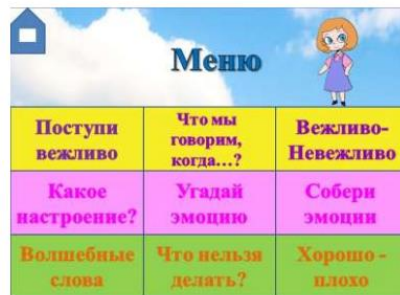 Меню
Поступи
вежливо
Что мы
говорим,
когда...?
Вежливо-
Невежливо
Какое
настроение?
Угадай
эмоцию
Собери
эмоции
Волшебные
слова
Что нельзя
делать?
Хорошо -
плохо